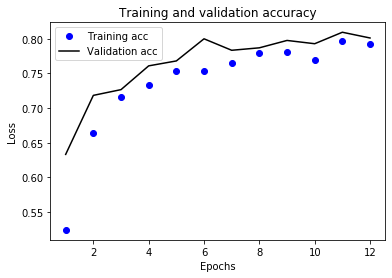 Training and validation accuracy
Training acc
Validation acc
Loss
0.80
0.75
0.70
0.65
0.60
0.55
2 4 6 8 10 12
Epochs